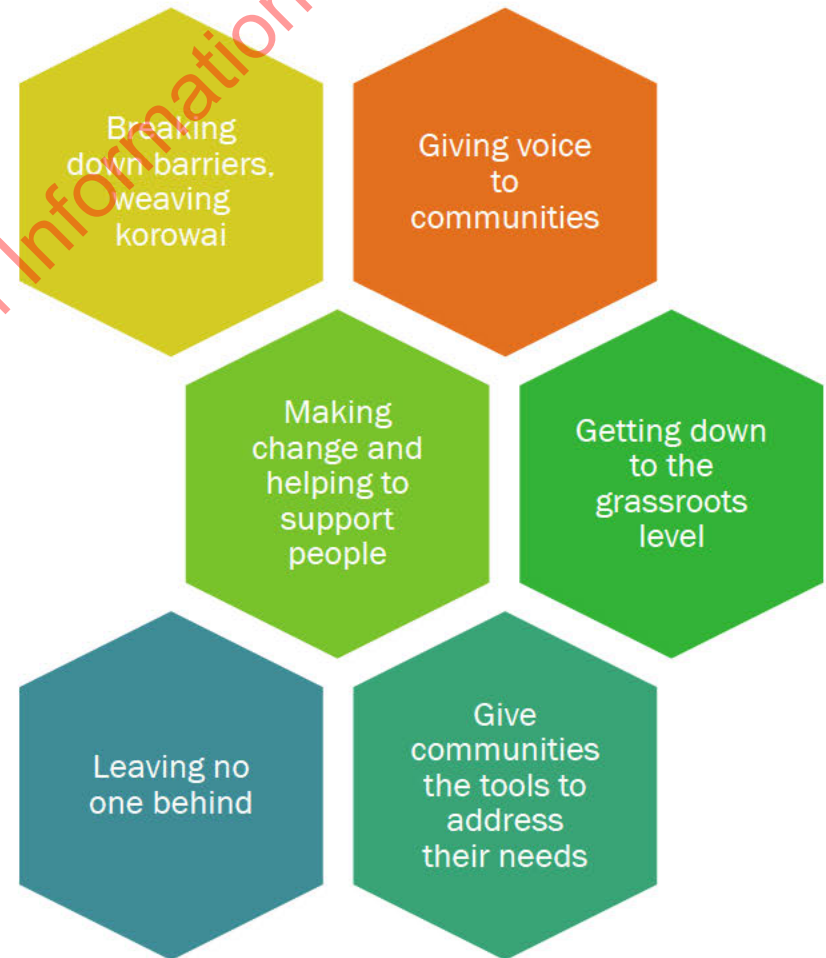 Information
Breaking
down barriers,
weaving
korowai
Giving voice
to
communities
Making
change and
helping to
support
people
Getting down
to the
grassroots
level
Leaving no
one behind
Give
communities
the tools to
address
their needs